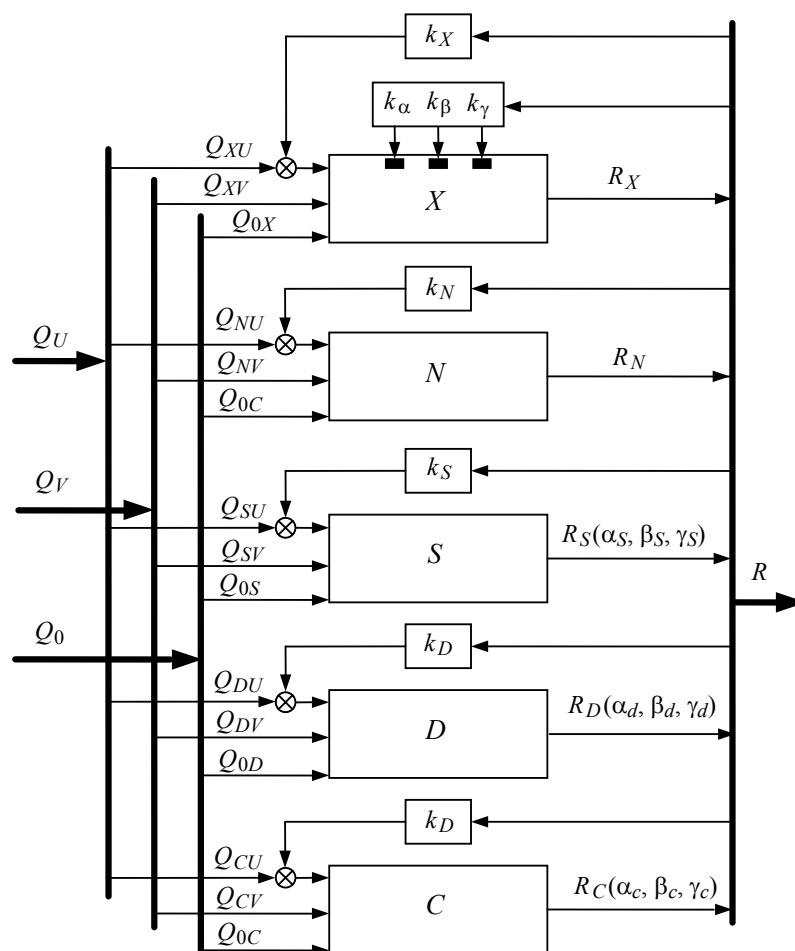 k_X
k_α k_β k_γ
Q_XU
Q_XV
X
R_X
Q_0X
k_N
Q_NU
Q_U
Q_NV
N
R_N
Q_0C
k_S
Q_V
Q_SU
R_S(α_S, β_S, γ_S)
Q_SV
S
Q_0S
R
Q_0
k_D
Q_DU
R_D(α_d, β_d, γ_d)
Q_DV
D
Q_0D
k_D
Q_CU
R_C(α_c, β_c, γ_c)
Q_CV
C
Q_0C